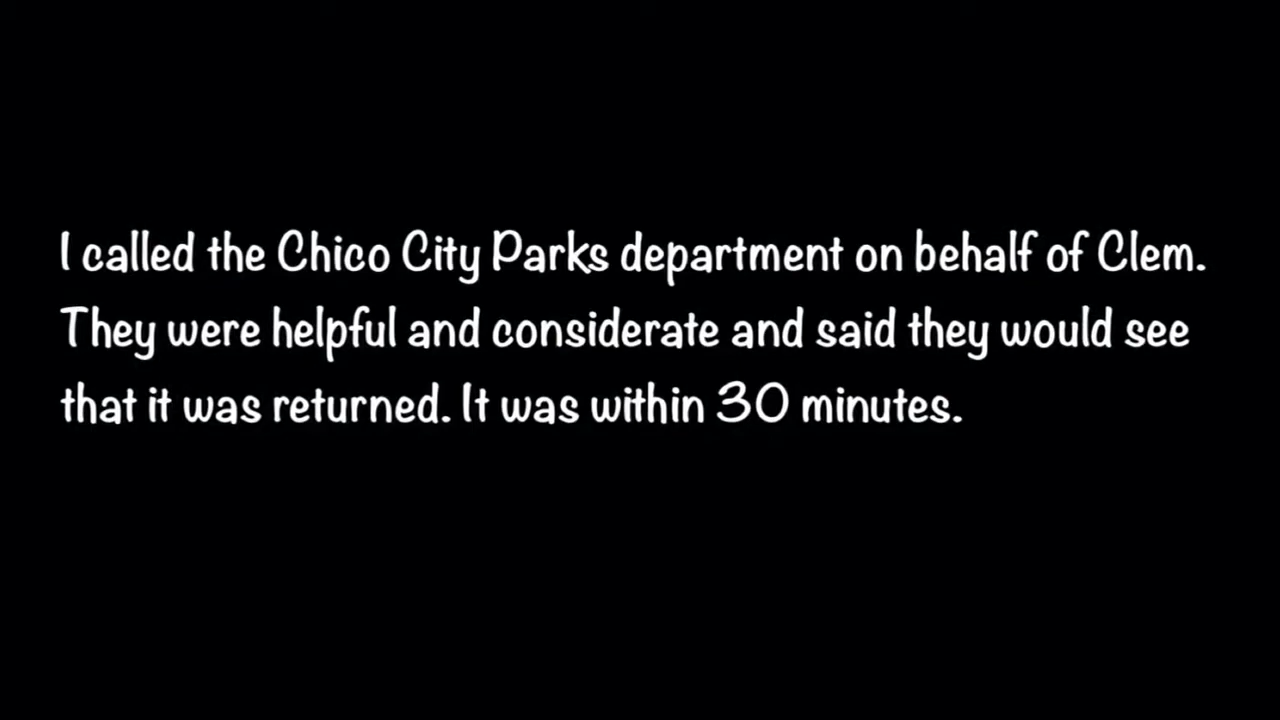 I called the Chico City Parks department on behalf of Clem.
They were helpful and considerate and said they would see
that it was returned. It was within 30 minutes.